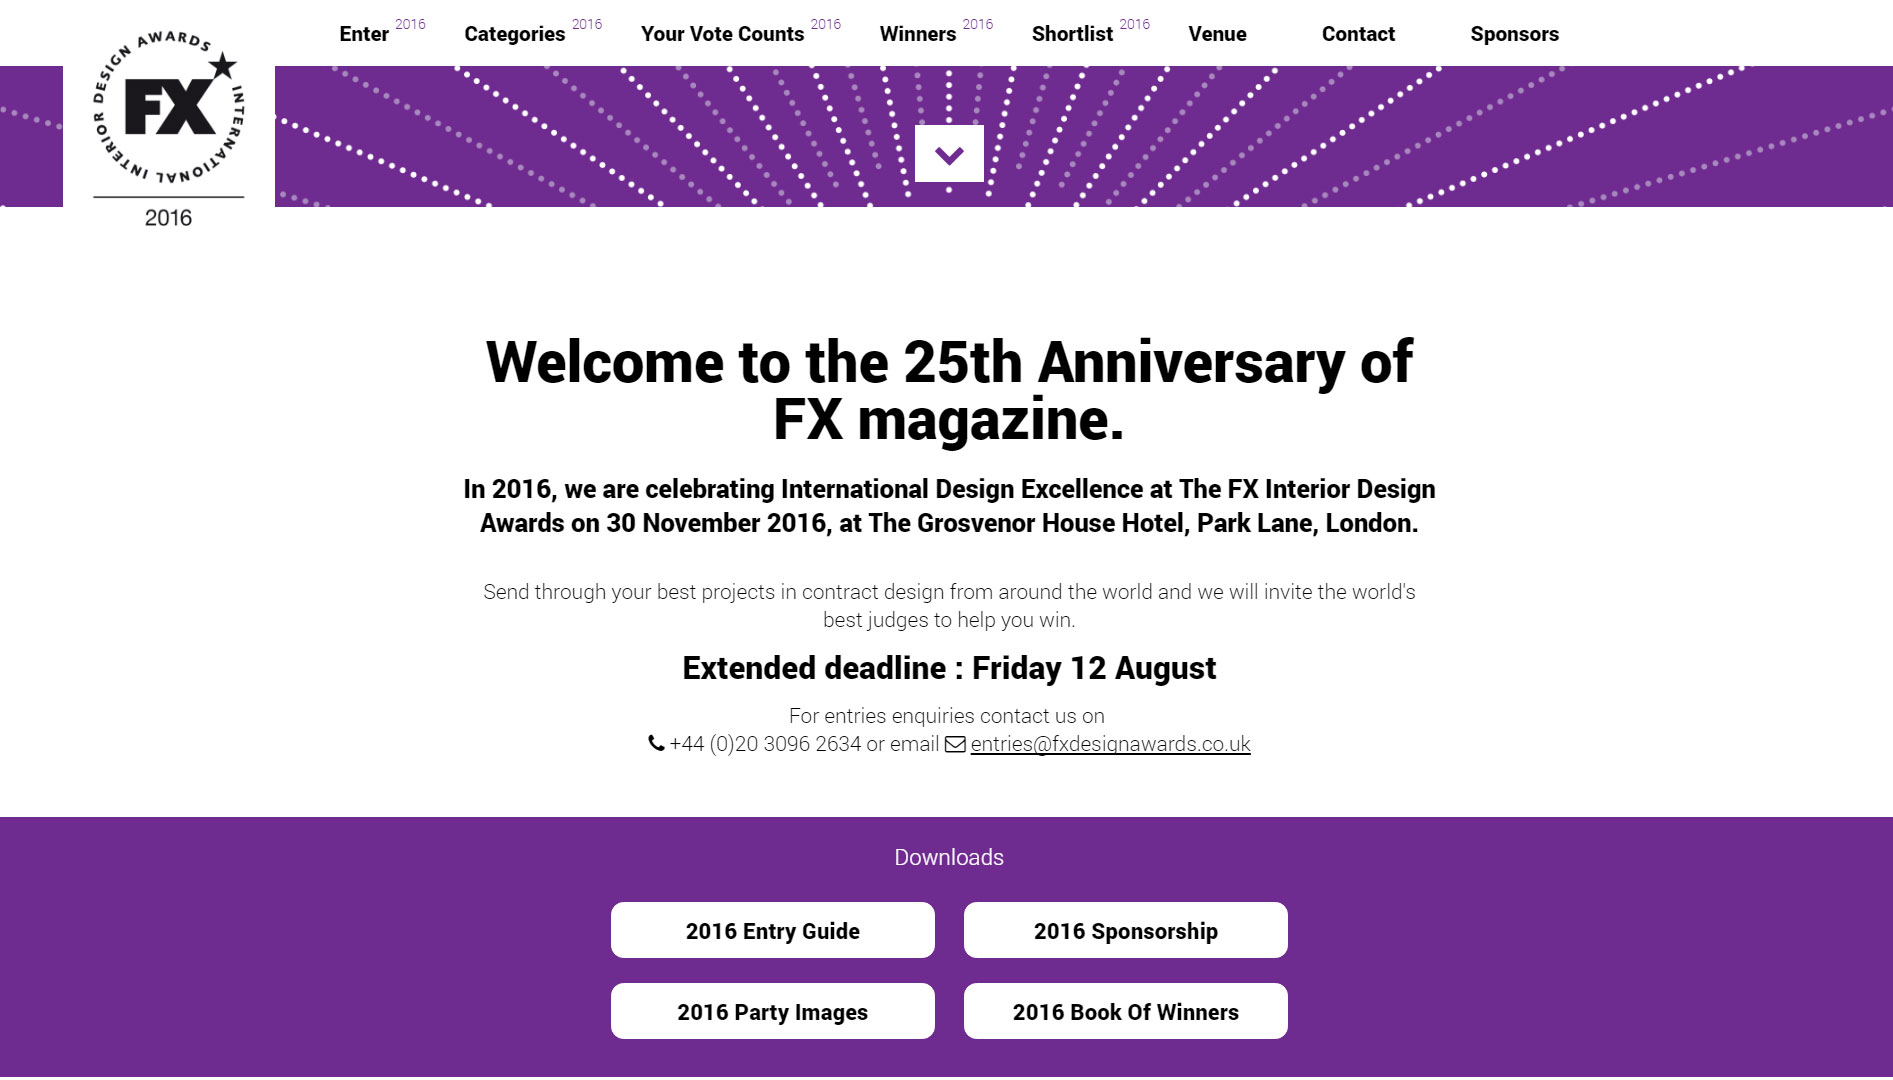 Enter 2016 Categories 2016 Your Vote Counts 2016 Winners 2016 Shortlist 2016 Venue Contact Sponsors
INTERNATIONAL INTERIOR DESIGN AWARDS
FX
2016
Welcome to the 25th Anniversary of
FX magazine.
In 2016, we are celebrating International Design Excellence at The FX Interior Design
Awards on 30 November 2016, at The Grosvenor House Hotel, Park Lane, London.
Send through your best projects in contract design from around the world and we will invite the world's
best judges to help you win.
Extended deadline : Friday 12 August
For entries enquiries contact us on
+44 (0)20 3096 2634 or email entries@fxdesignawards.co.uk
Downloads
2016 Entry Guide 2016 Sponsorship
2016 Party Images 2016 Book Of Winners